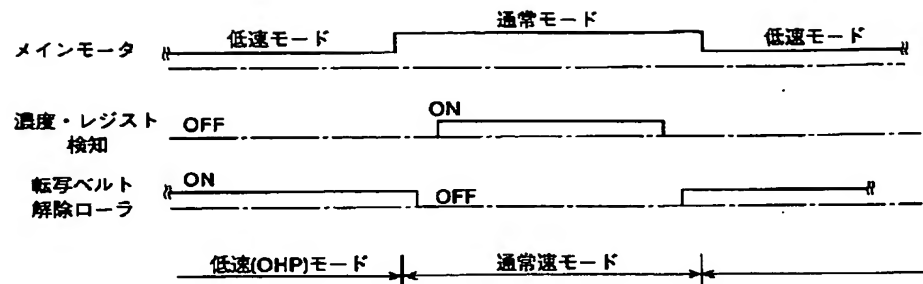 通常モード
メインモータ 低速モード 低速モード
ON
濃度・レジスト
検知
OFF
転写ベルト
解除ローラ
ON
OFF
低速(OHP)モード 通常速モード